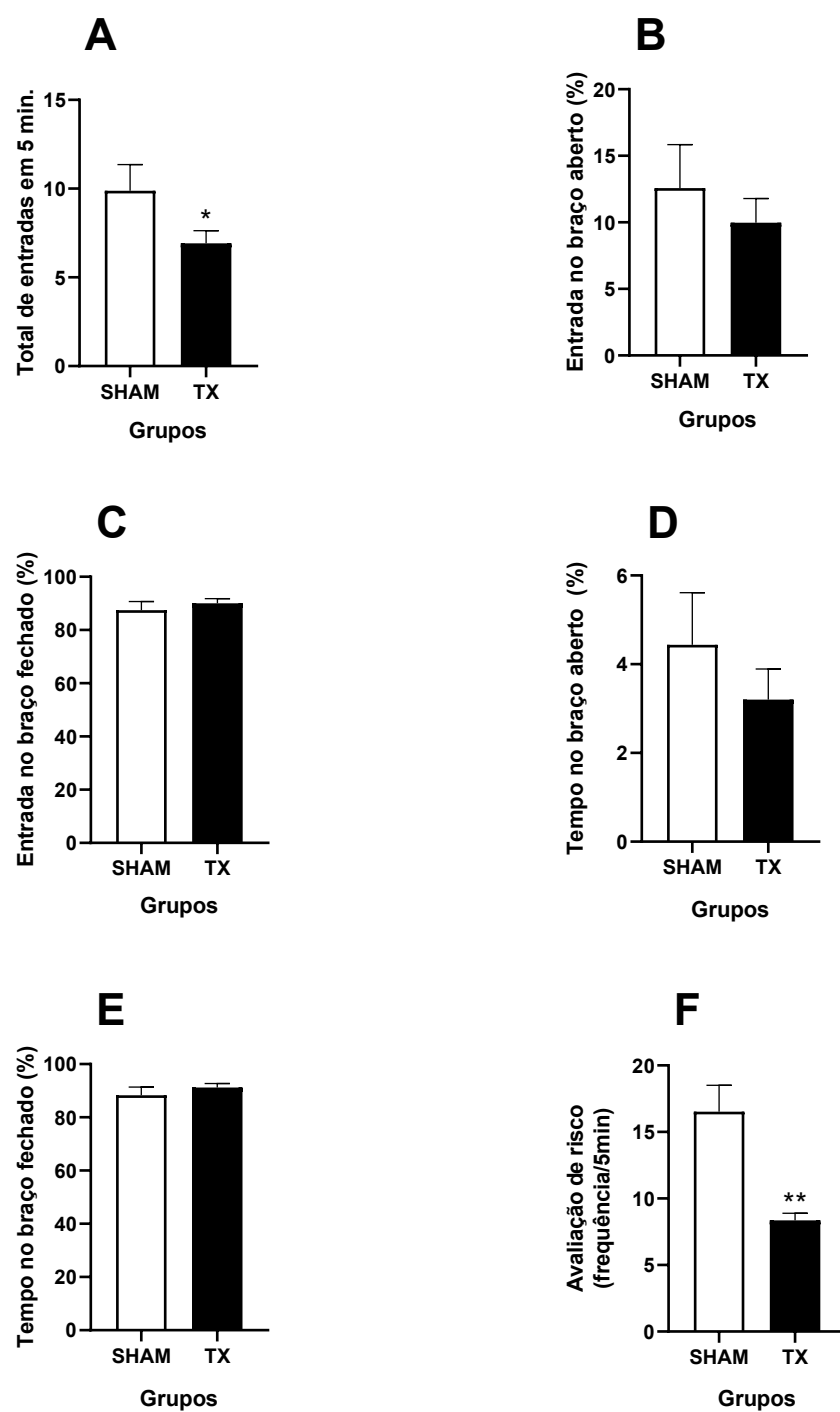 A
Total de entradas em 5 min.
15
10
5
0
*
SHAM TX
Grupos
B
Entrada no braço aberto (%)
20
15
10
5
0
SHAM TX
Grupos
C
Entrada no braço fechado (%)
100
80
60
40
20
0
SHAM TX
Grupos
D
Tempo no braço aberto (%)
6
4
2
0
SHAM TX
Grupos
E
Tempo no braço fechado (%)
100
80
60
40
20
0
SHAM TX
Grupos
F
Avaliação de risco
(frequência/5min)
20
15
10
5
0
**
SHAM TX
Grupos